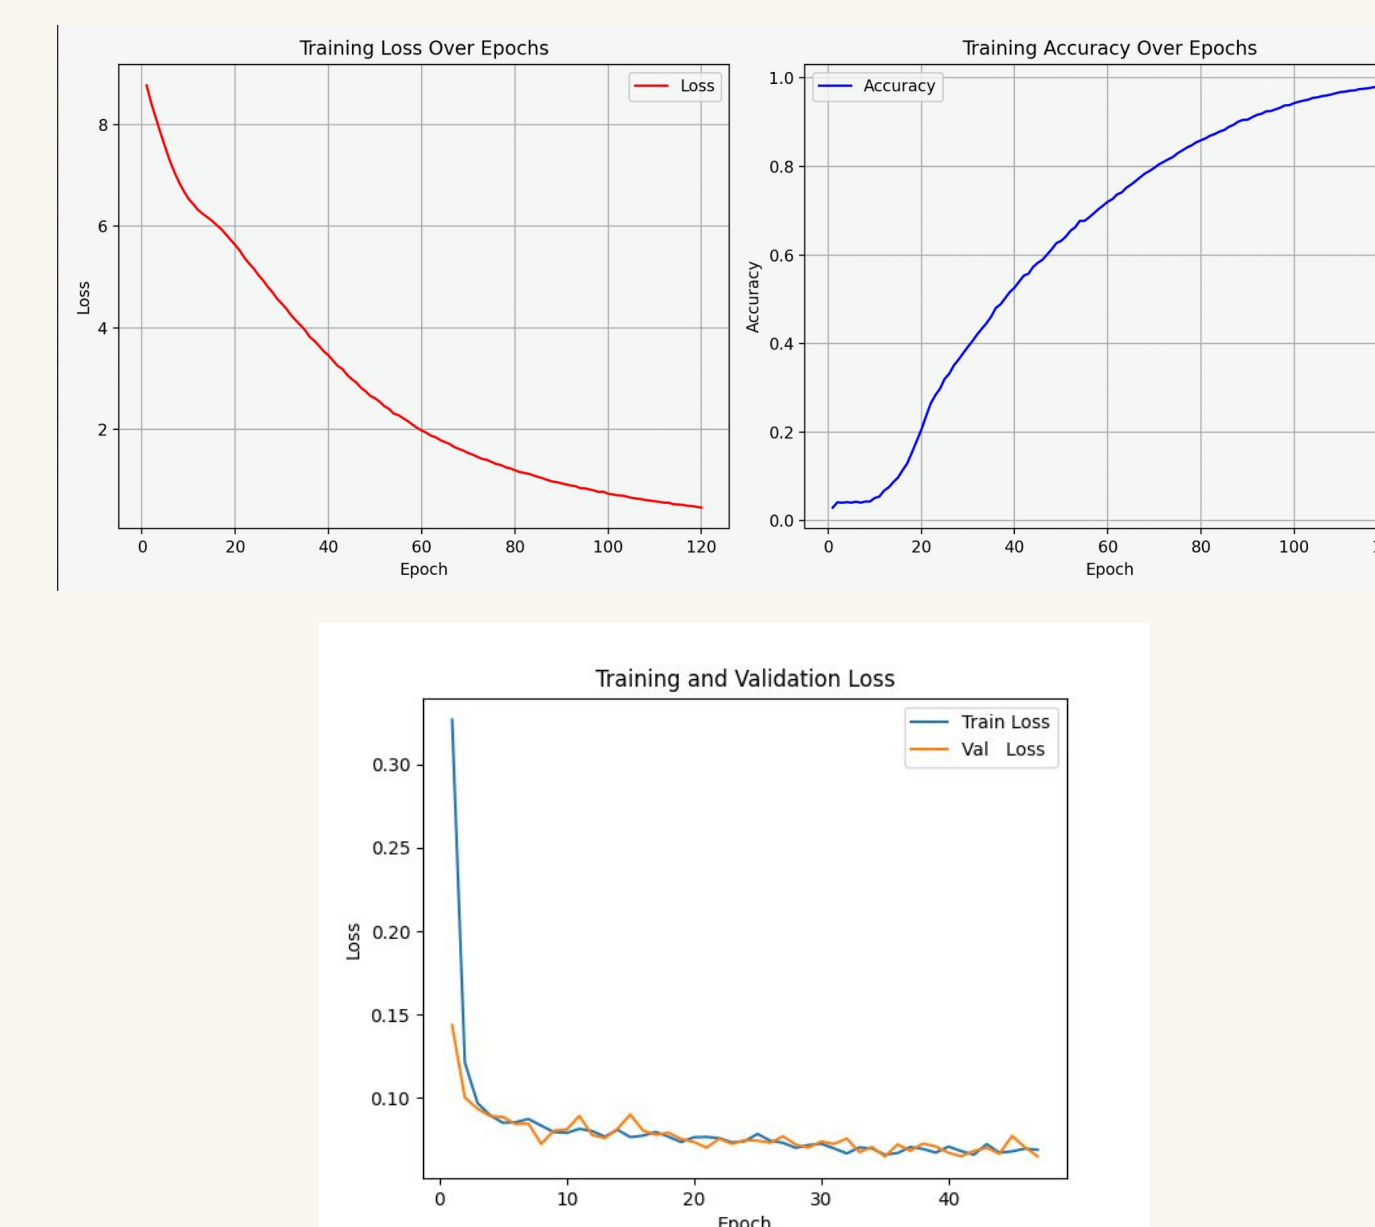 Training Loss Over Epochs
Loss
8
6
4
2
Loss
0 20 40 60 80 100 120
Epoch
Training Accuracy Over Epochs
Accuracy
1.0
0.8
0.6
0.4
0.2
0.0
Accuracy
0 20 40 60 80 100
Epoch
Training and Validation Loss
Train Loss
Val Loss
0.30
0.25
0.20
0.15
0.10
Loss
0 10 20 30 40
Epoch